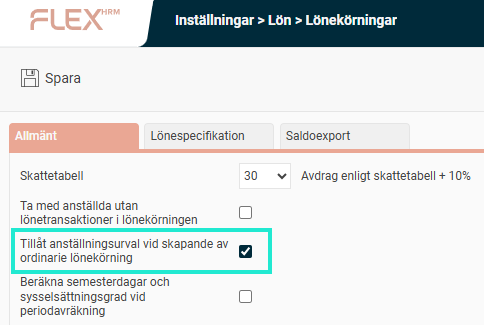 FLEX HRM
Inställningar > Lön > Lönekörningar
Spara
Allmänt
Lönespecifikation
Saldoexport
Skattetabell
30
Avdrag enligt skattetabell + 10%
Ta med anställda utan
lönetransaktioner i lönekörningen
Tillåt anställningsurval vid skapande av
ordinarie lönekörning
Beräkna semesterdagar och
sysselsättningsgrad vid
periodavräkning